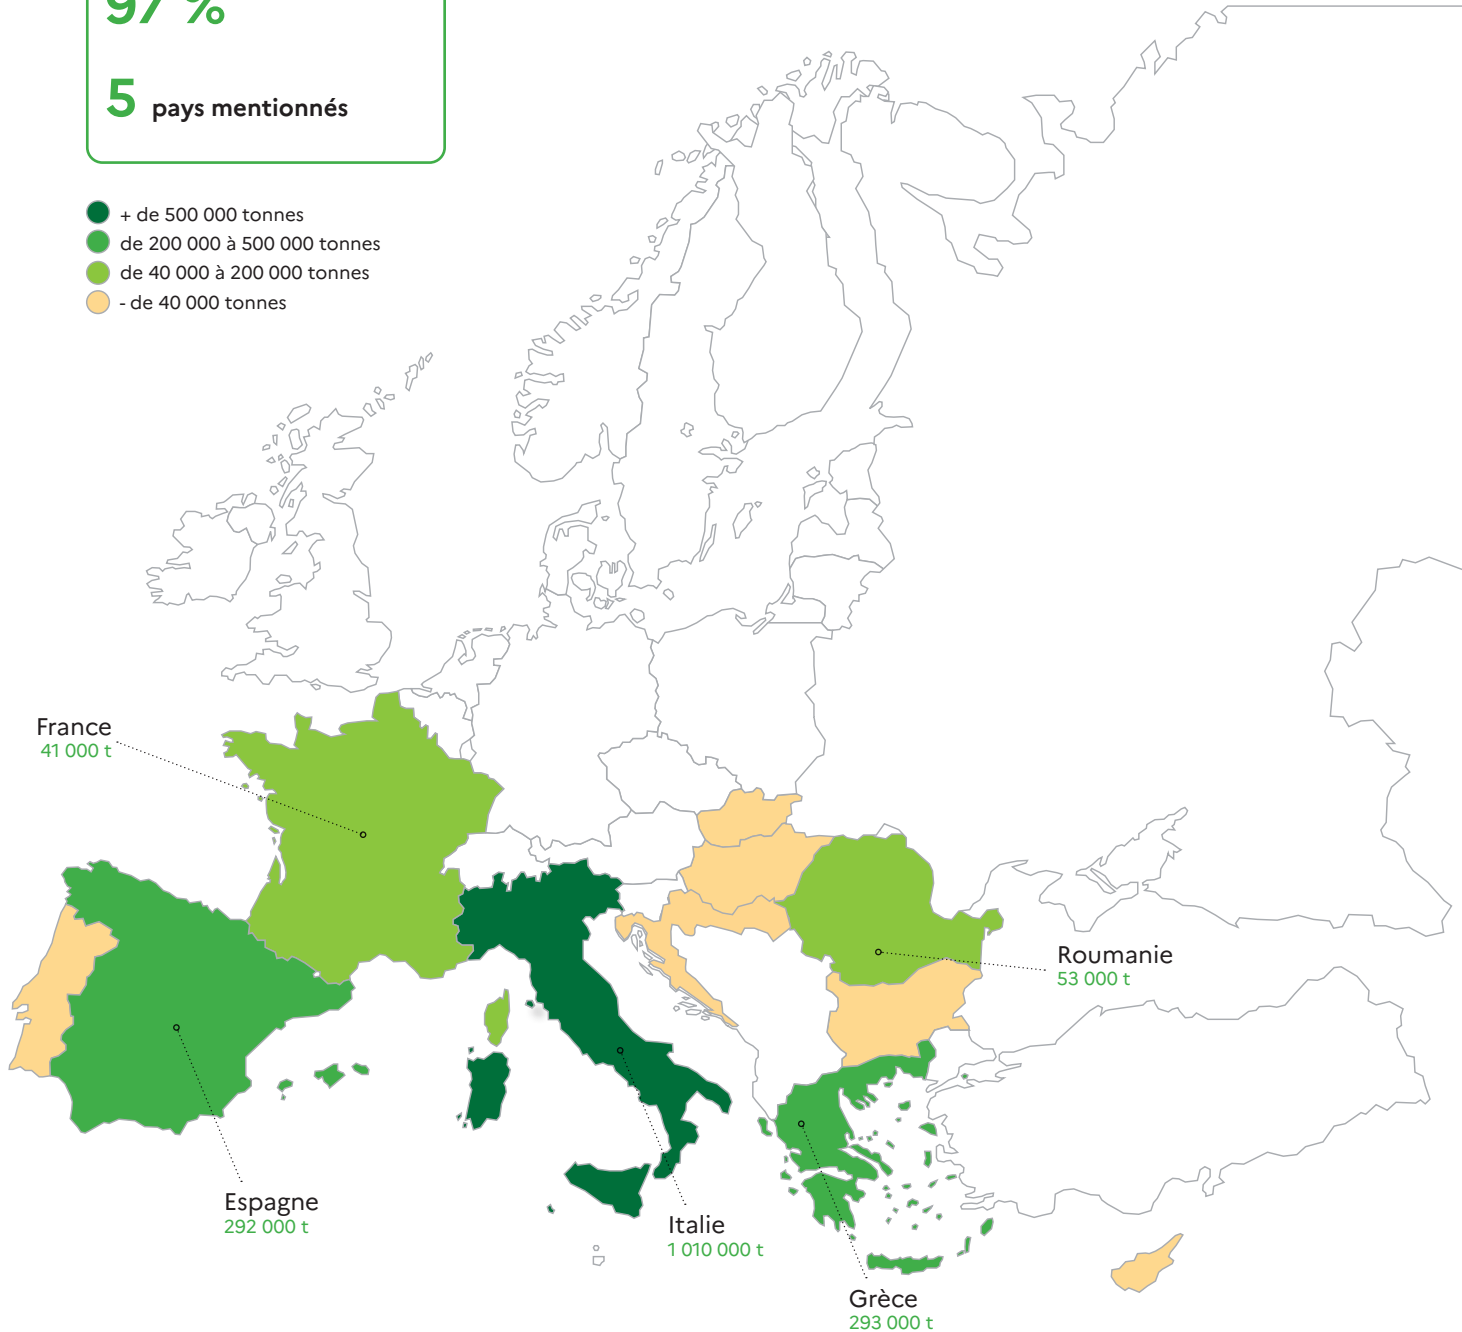 97 %
5 pays mentionnés
+ de 500 000 tonnes
de 200 000 à 500 000 tonnes
de 40 000 à 200 000 tonnes
- de 40 000 tonnes
France
41 000 t
Roumanie
53 000 t
Espagne
292 000 t
Italie
1 010 000 t
Grèce
293 000 t